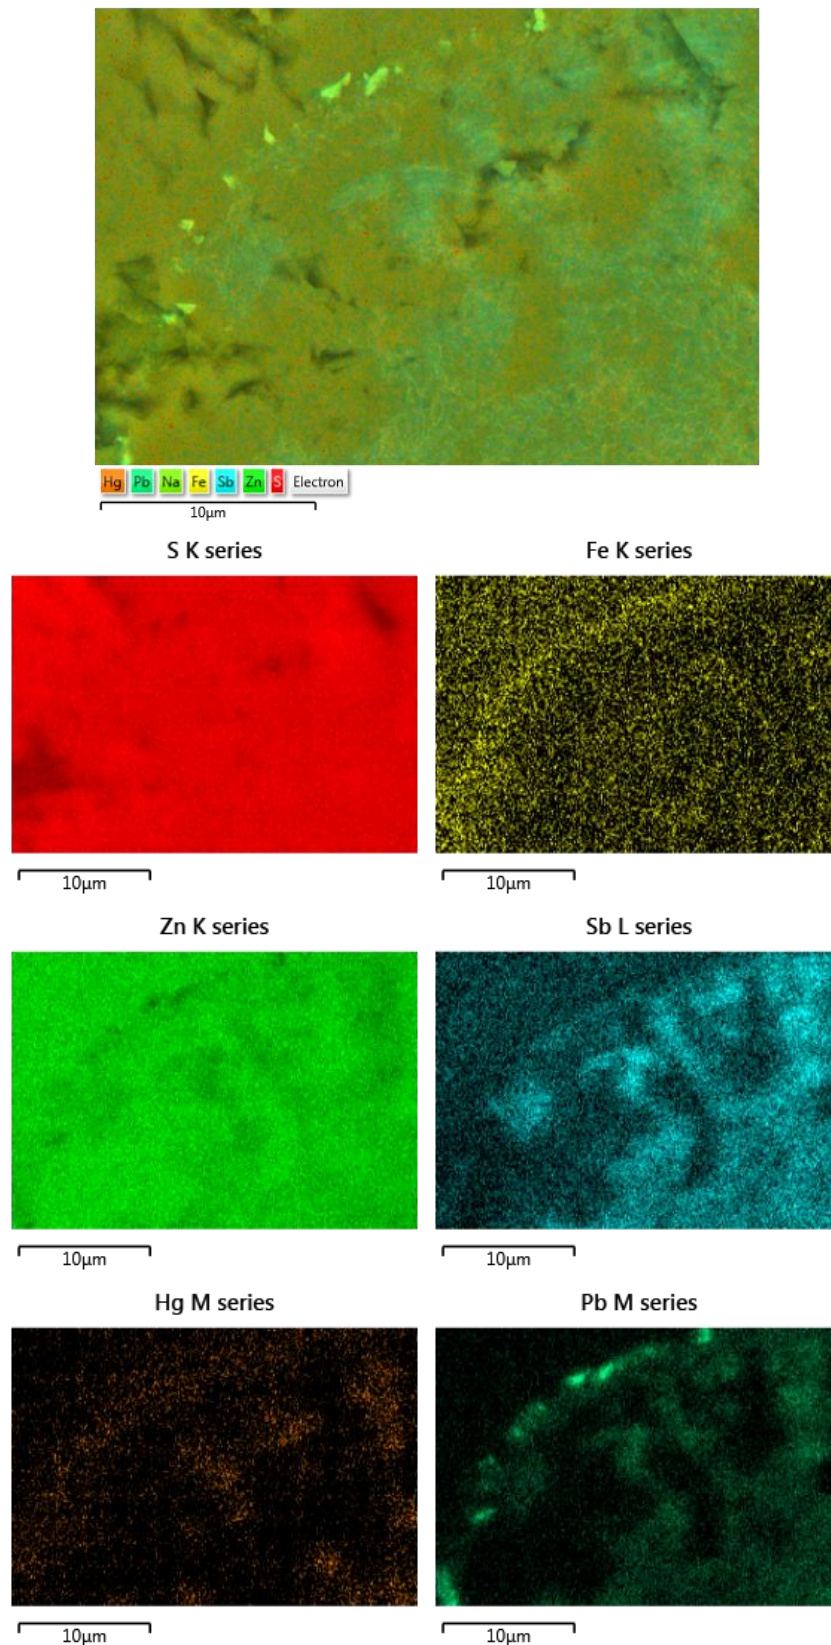 Hg Pb Na Fe Sb Zn S Electron
10μm
S K series Fe K series
10μm 10μm
Zn K series Sb L series
10μm 10μm
Hg M series Pb M series
10μm 10μm